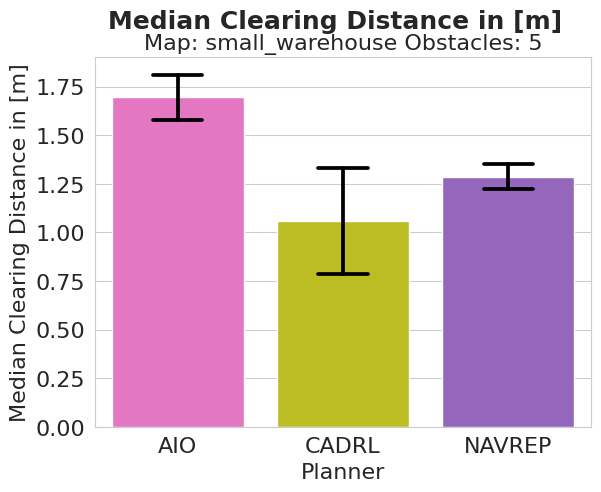 Median Clearing Distance in [m]
Map: small_warehouse Obstacles: 5
Median Clearing Distance in [m]
1.75
1.50
1.25
1.00
0.75
0.50
0.25
0.00
AIO
CADRL
NAVREP
Planner